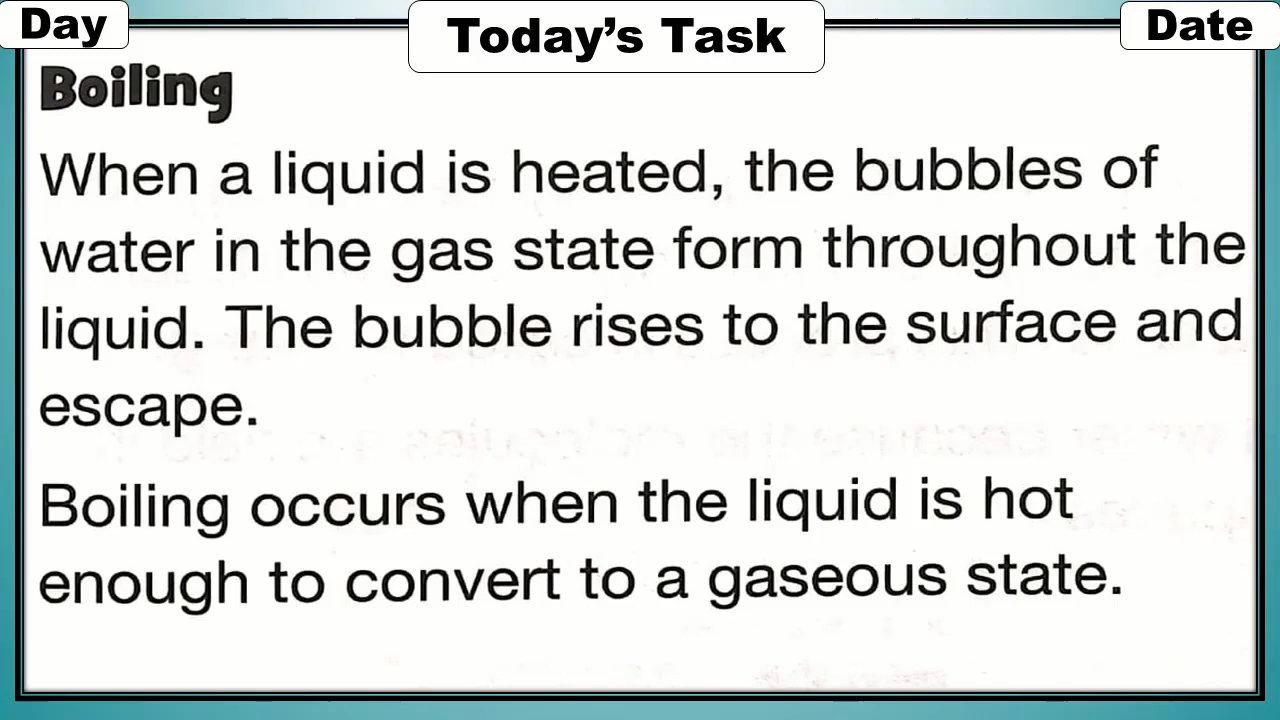 Day
Today's Task
Date
Boiling
When a liquid is heated, the bubbles of
water in the gas state form throughout the
liquid. The bubble rises to the surface and
escape.
Boiling occurs when the liquid is hot
enough to convert to a gaseous state.